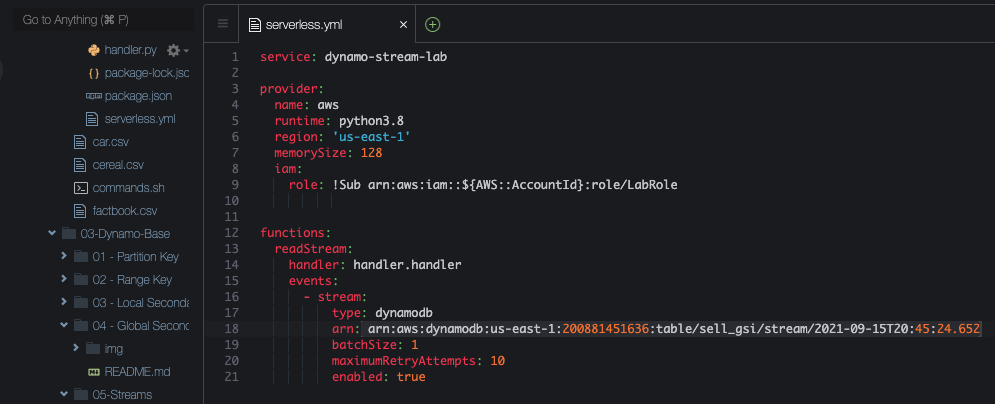 Go to Anything (⌘ P)
handler.py
package-lock.jsc
package.json
serverless.yml
car.csv
cereal.csv
commands.sh
factbook.csv
03-Dynamo-Base
01 - Partition Key
02 - Range Key
03 - Local Seconda
04 - Global Second
img
README.md
05-Streams
serverless.yml
1 service: dynamo-stream-lab
2
3 provider:
4 name: aws
5 runtime: python3.8
6 region: 'us-east-1'
7 memorySize: 128
8 iam:
9 role: !Sub arn:aws:iam::${AWS::AccountId}:role/LabRole
10
11
12 functions:
13 readStream:
14 handler: handler.handler
15 events:
16 - stream:
17 type: dynamodb
18 arn: arn:aws:dynamodb:us-east-1:200881451636:table/sell_gsi/stream/2021-09-15T20:45:24.652
19 batchSize: 1
20 maximumRetryAttempts: 10
21 enabled: true